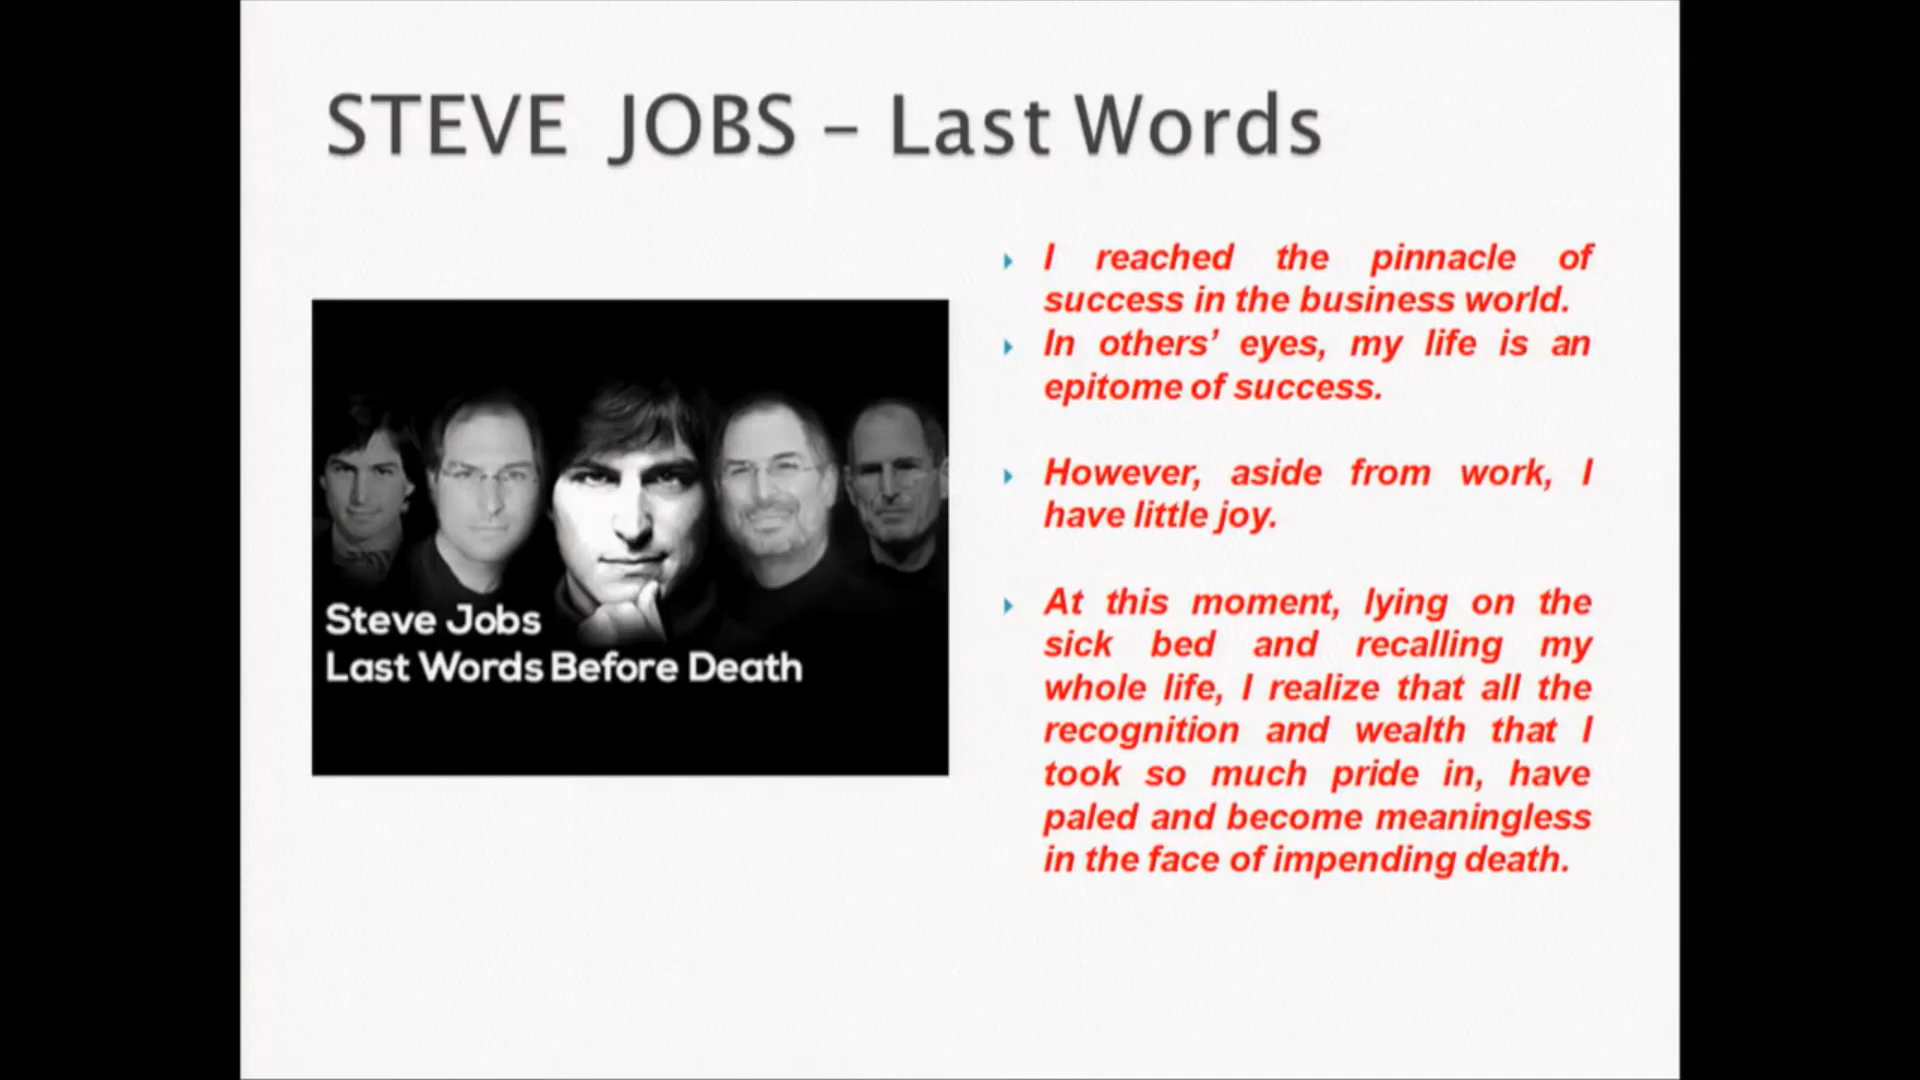 STEVE JOBS – Last Words
Steve Jobs
Last Words Before Death
I reached the pinnacle of
success in the business world.
In others’ eyes, my life is an
epitome of success.
However, aside from work, I
have little joy.
At this moment, lying on the
sick bed and recalling my
whole life, I realize that all the
recognition and wealth that I
took so much pride in, have
paled and become meaningless
in the face of impending death.